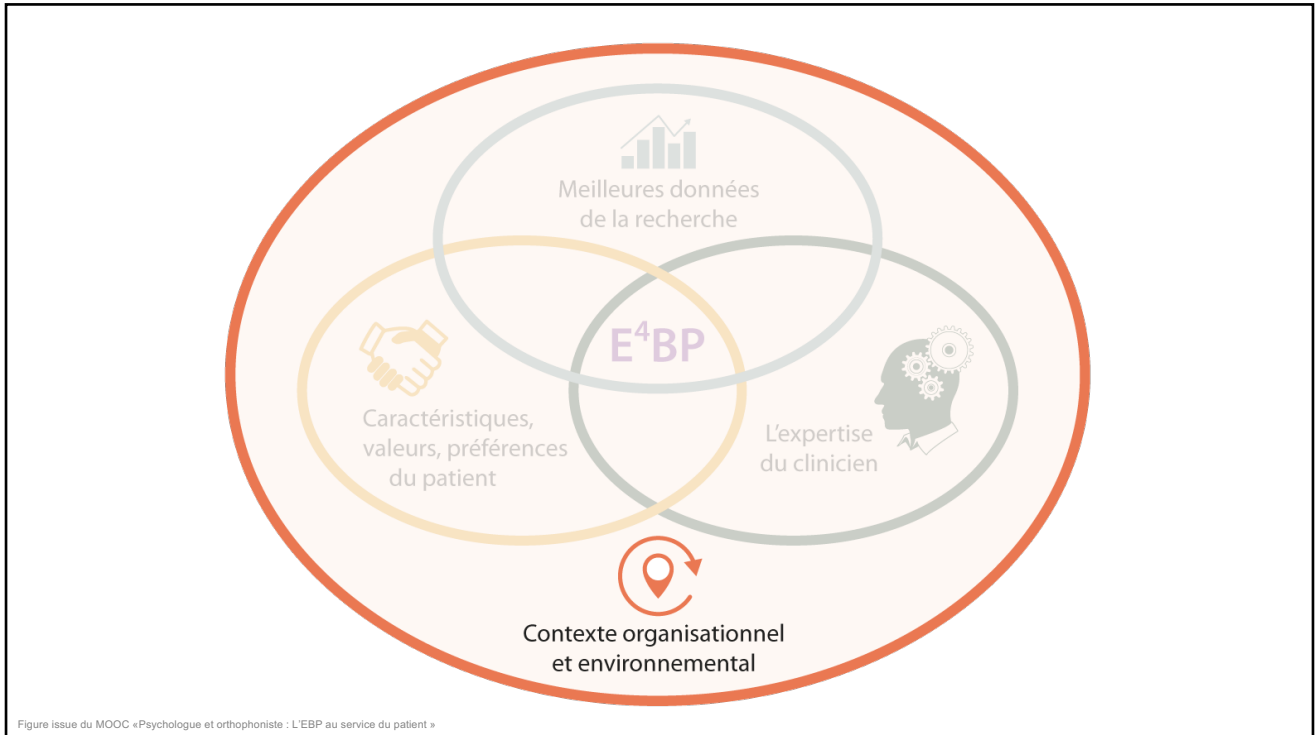 Meilleures données
de la recherche
E⁴BP
Caractéristiques,
valeurs, préférences
du patient
L'expertise
du clinicien
Contexte organisationnel
et environnemental
Figure issue du MOOC «Psychologue et orthophoniste : L'EBP au service du patient »